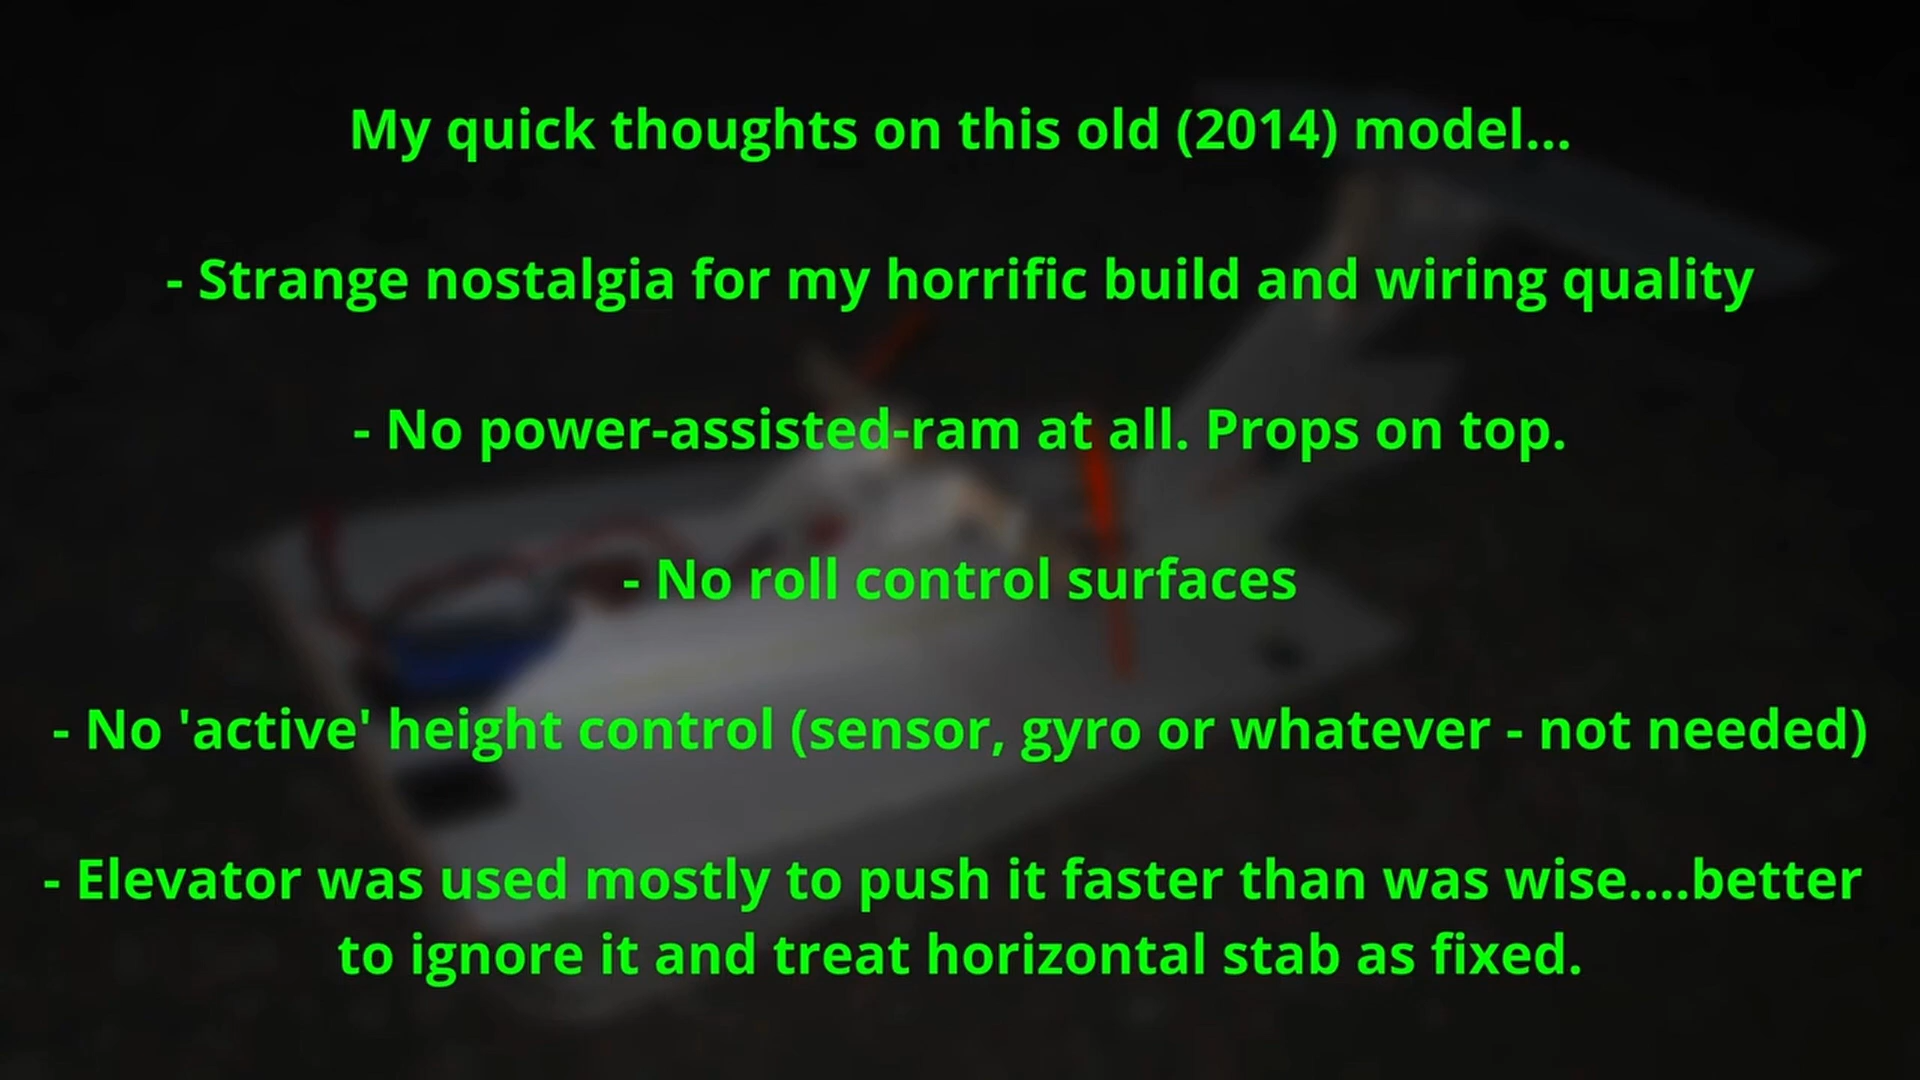 My quick thoughts on this old (2014) model...
- Strange nostalgia for my horrific build and wiring quality
- No power-assisted-ram at all. Props on top.
- No roll control surfaces
- No 'active' height control (sensor, gyro or whatever - not needed)
- Elevator was used mostly to push it faster than was wise....better
to ignore it and treat horizontal stab as fixed.